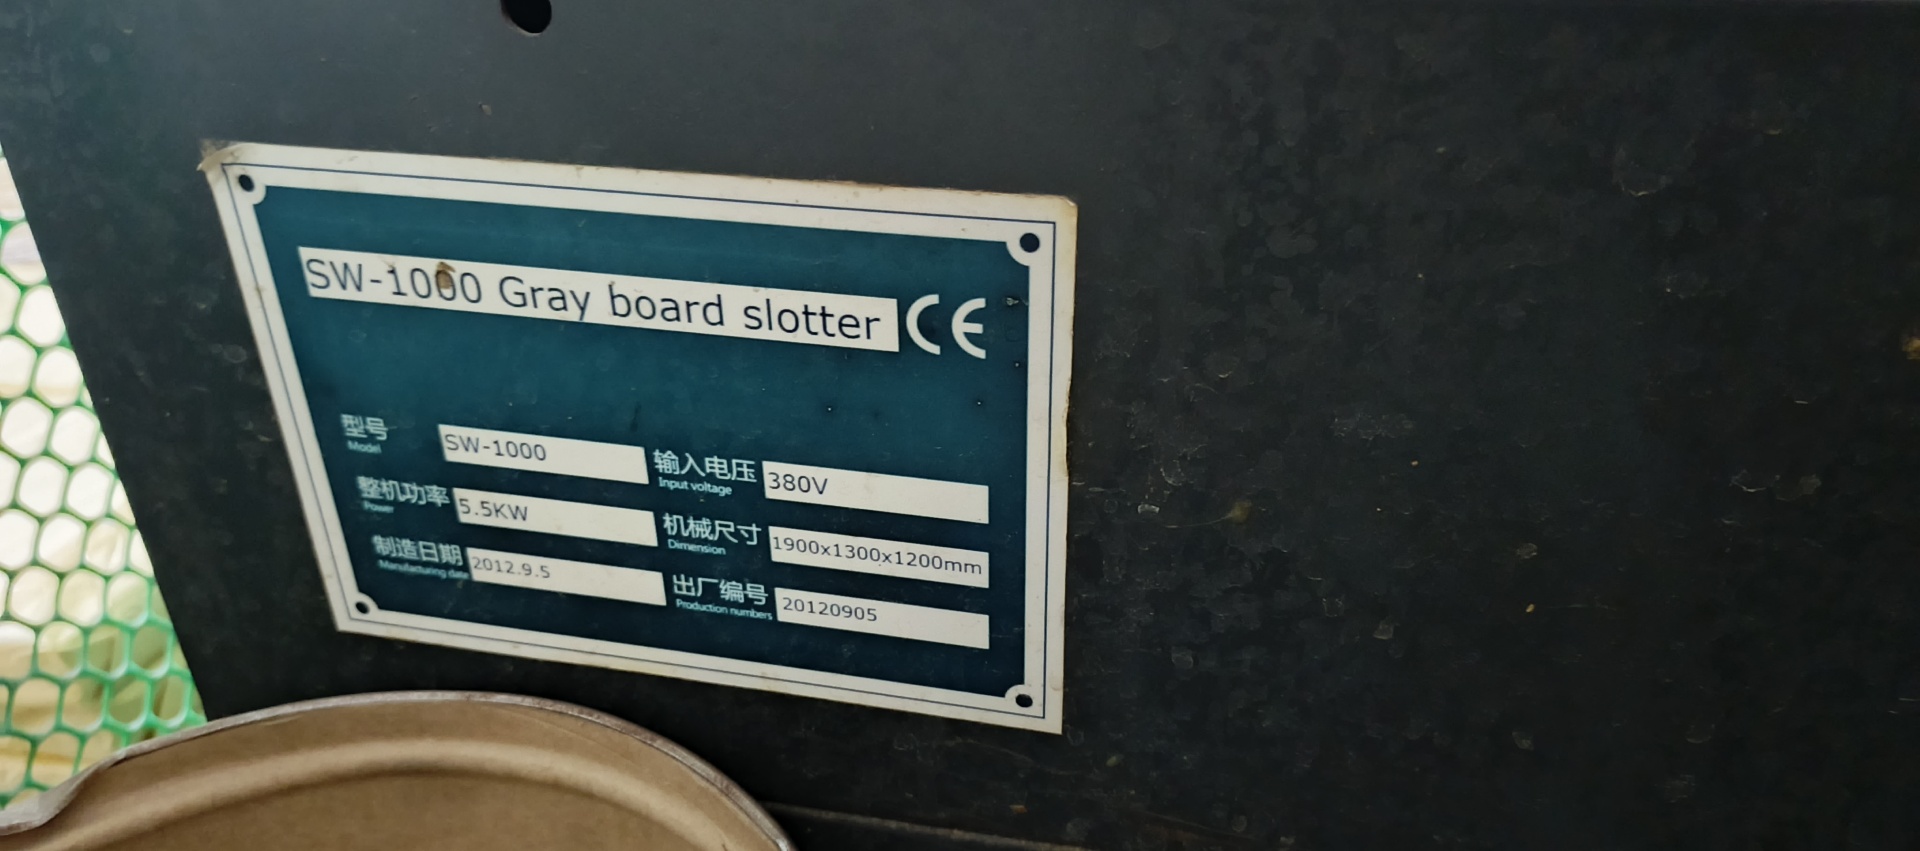 SW-1000 Gray board slotter CE
型号 SW-1000 输入电压 380V
Model Input voltage
整机功率 5.5KW 机械尺寸 1900x1300x1200mm
Power Dimension
制造日期 2012.9.5 出厂编号 20120905
Manufacturing date Production numbers